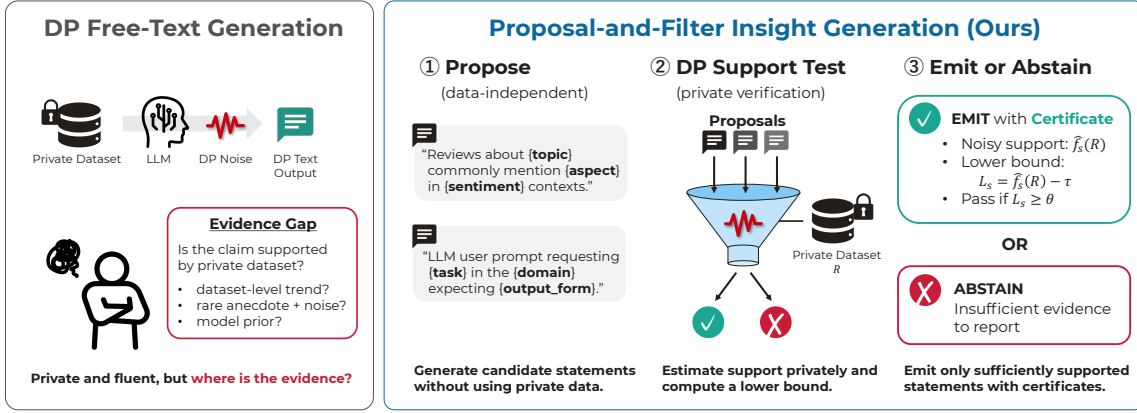 DP Free-Text Generation
Private Dataset
LLM
DP Noise
DP Text
Output
Evidence Gap
Is the claim supported
by private dataset?
• dataset-level trend?
• rare anecdote + noise?
• model prior?
Private and fluent, but where is the evidence?
Proposal-and-Filter Insight Generation (Ours)
① Propose
(data-independent)
“Reviews about {topic}
commonly mention {aspect}
in {sentiment} contexts.”
“LLM user prompt requesting
{task} in the {domain}
expecting {output_form}.”
Generate candidate statements
without using private data.
② DP Support Test
(private verification)
Proposals
Private Dataset
R
Estimate support privately and
compute a lower bound.
③ Emit or Abstain
EMIT with Certificate
• Noisy support: f̂ₛ(R)
• Lower bound:
Lₛ = f̂ₛ(R) − τ
• Pass if Lₛ ≥ θ
OR
ABSTAIN
Insufficient evidence
to report
Emit only sufficiently supported
statements with certificates.